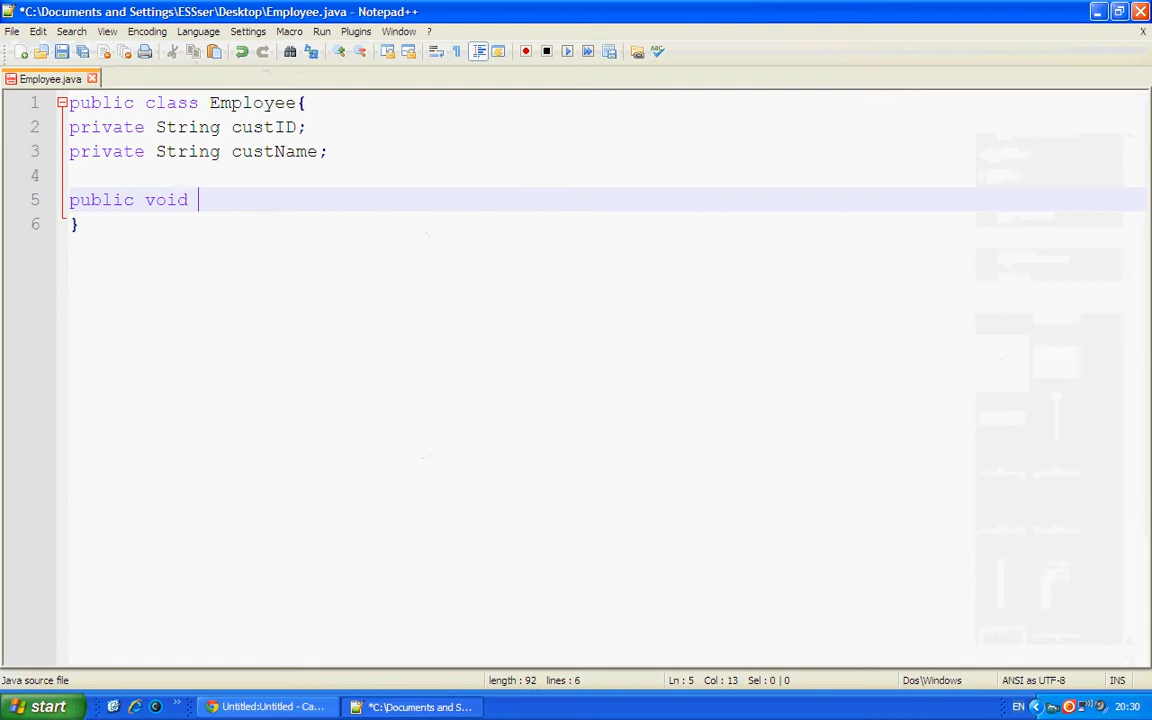 *C:\Documents and Settings\ESSser\Desktop\Employee.java - Notepad++
File Edit Search View Encoding Language Settings Macro Run Plugins Window ? X
Employee.java
1 public class Employee{
2 private String custID;
3 private String custName;
4
5 public void
6 }
Java source file length : 92 lines : 6 Ln : 5 Col : 13 Sel : 0 | 0 Dos\Windows ANSI as UTF-8 INS
start Untitled:Untitled - Ca... *C:\Documents and S... EN 20:30